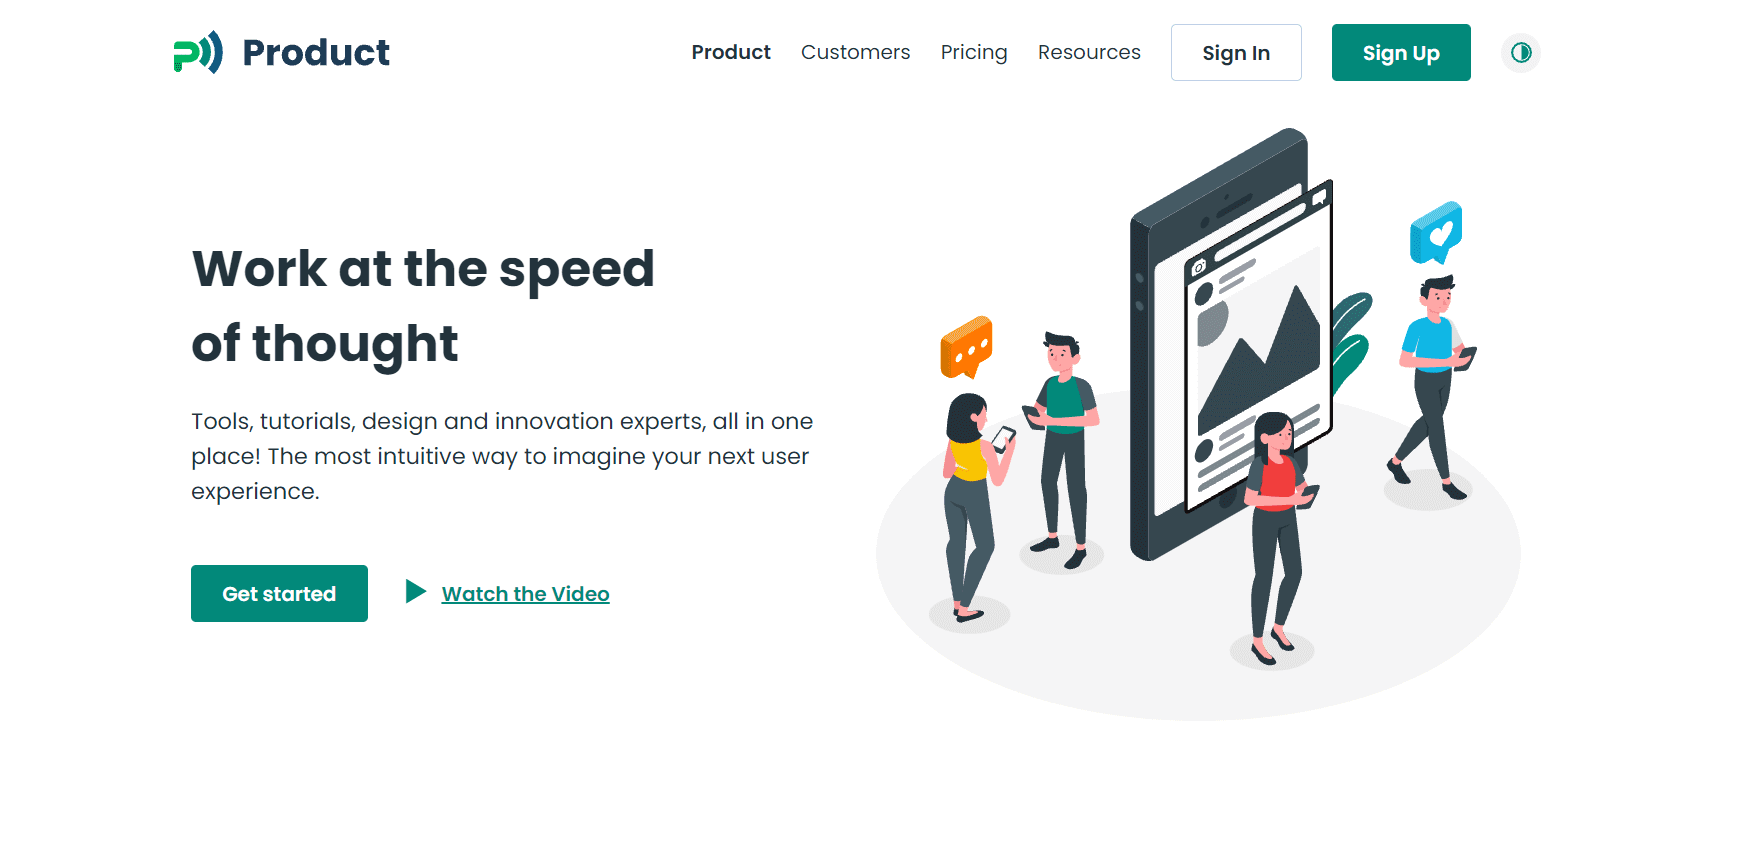 Product
Product Customers Pricing Resources Sign In Sign Up
Work at the speed
of thought
Tools, tutorials, design and innovation experts, all in one
place! The most intuitive way to imagine your next user
experience.
Get started Watch the Video